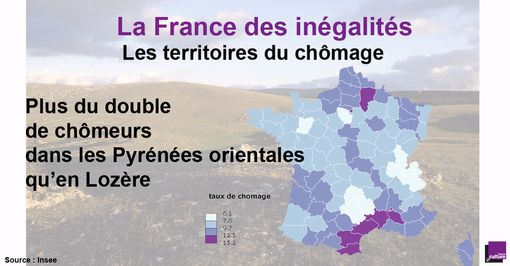 La France des inégalités
Les territoires du chômage
Plus du double
de chômeurs
dans les Pyrénées orientales
qu’en Lozère
taux de chomage
6.1
7.6
9.7
12.5
15.2
Source : Insee
culture